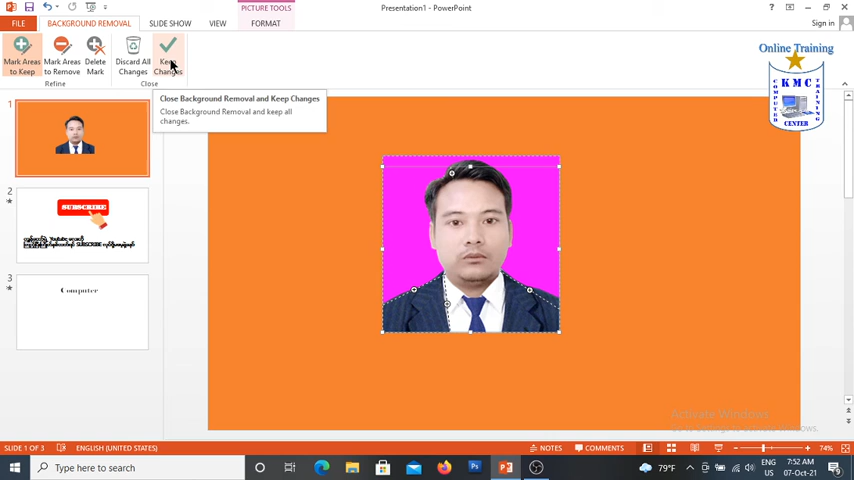 Presentation1 - PowerPoint
PICTURE TOOLS
FILE
BACKGROUND REMOVAL
SLIDE SHOW
VIEW
FORMAT
Sign in
Mark Areas to Keep
Mark Areas to Remove
Delete Mark
Discard All Changes
Keep Changes
Refine
Close
Close Background Removal and Keep Changes
Close Background Removal and keep all
changes.
Online Training
KMC
COMPUTER
TRAINING
CENTER
1
2
SUBSCRIBE
3
Computer
Activate Windows
SLIDE 1 OF 3
ENGLISH (UNITED STATES)
NOTES
COMMENTS
74%
Type here to search
79°F
ENG
US
7:52 AM
07-Oct-21